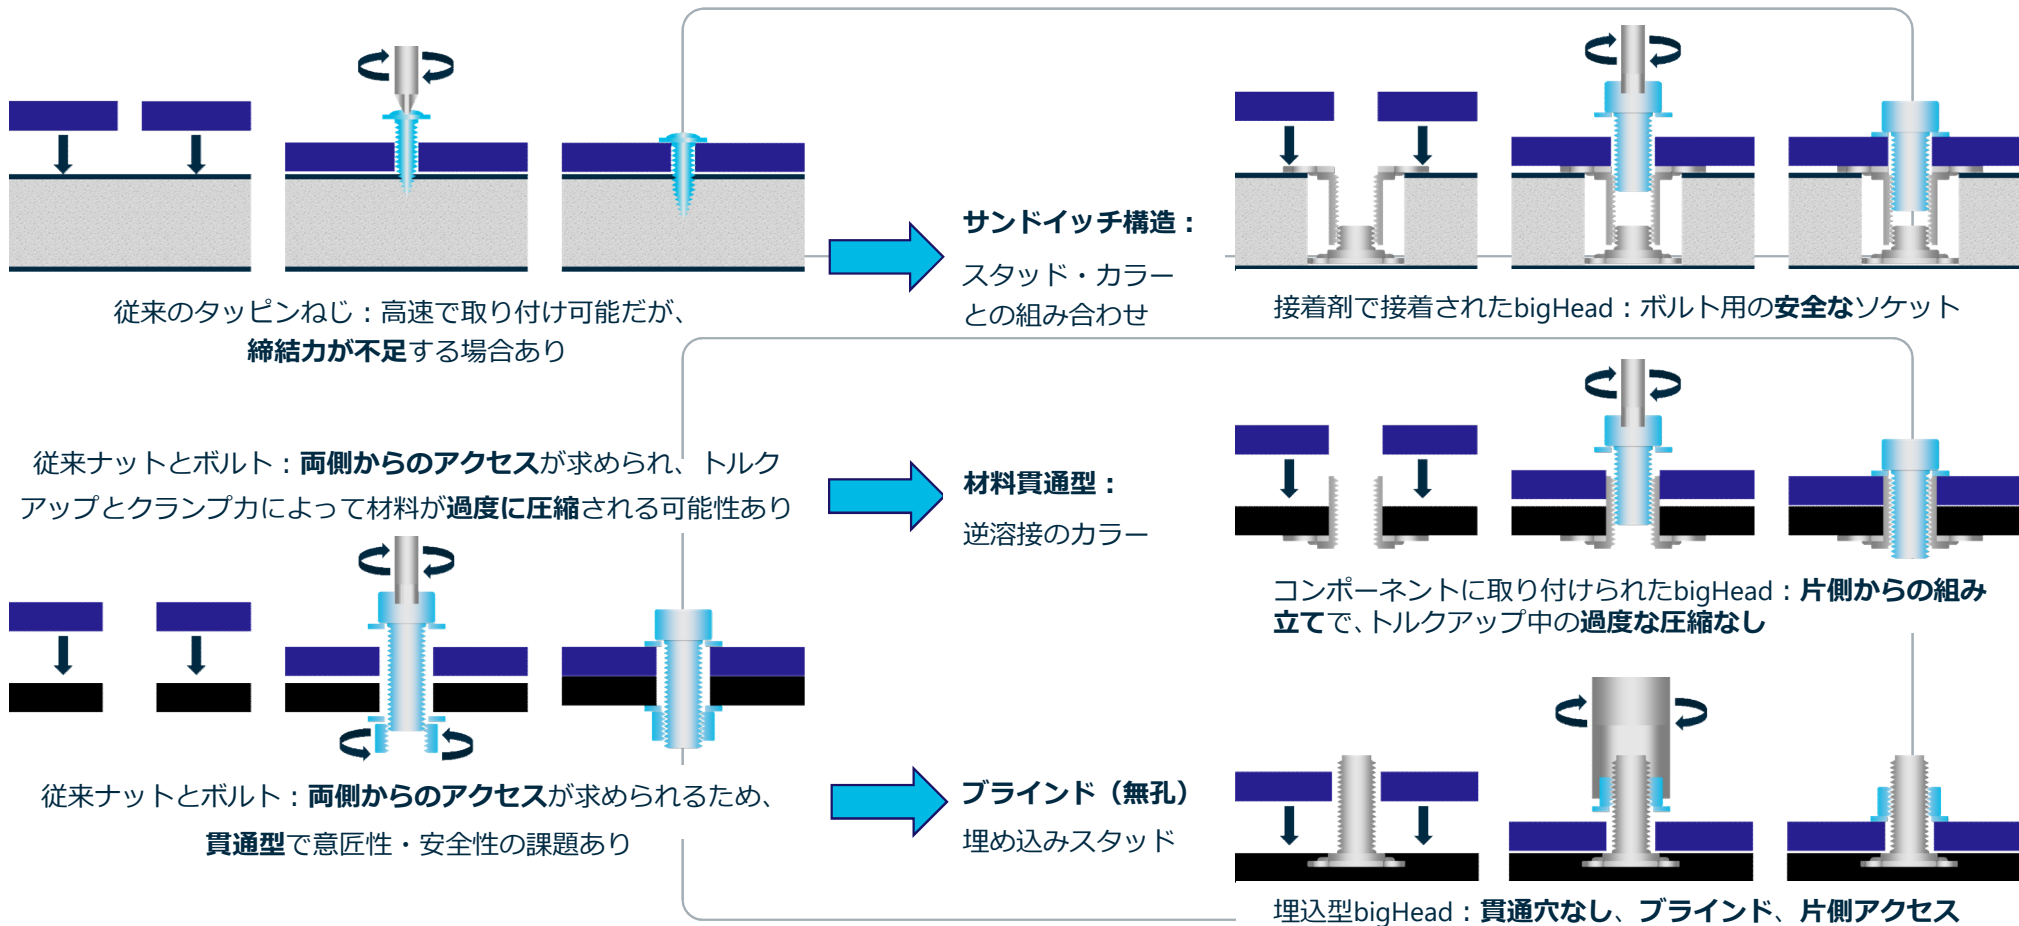 従来のタッピンねじ：高速で取り付け可能だが、
締結力が不足する場合あり
サンドイッチ構造：
スタッド・カラー
との組み合わせ
接着剤で接着されたbigHead：ボルト用の安全なソケット
従来ナットとボルト：両側からのアクセスが求められ、トルク
アップとクランプ力によって材料が過度に圧縮される可能性あり
材料貫通型：
逆溶接のカラー
コンポーネントに取り付けられたbigHead：片側からの組み
立てで、トルクアップ中の過度な圧縮なし
従来ナットとボルト：両側からのアクセスが求められるため、
貫通型で意匠性・安全性の課題あり
ブラインド（無孔）
埋め込みスタッド
埋込型bigHead：貫通穴なし、ブラインド、片側アクセス